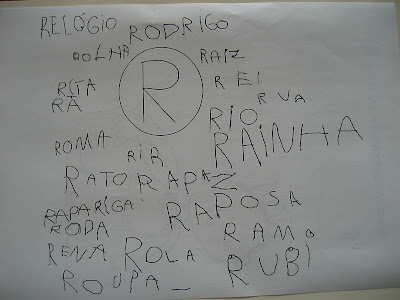 RELÓGIO RODRIGO
ROLHA RAIZ
RITA R REI
RÃ RUA
RIO
ROMA RIR RAINHA
RATO RAPAZ
RAPARIGA RAPOSA
RODA RAMO
RENA ROLA RUBI
ROUPA